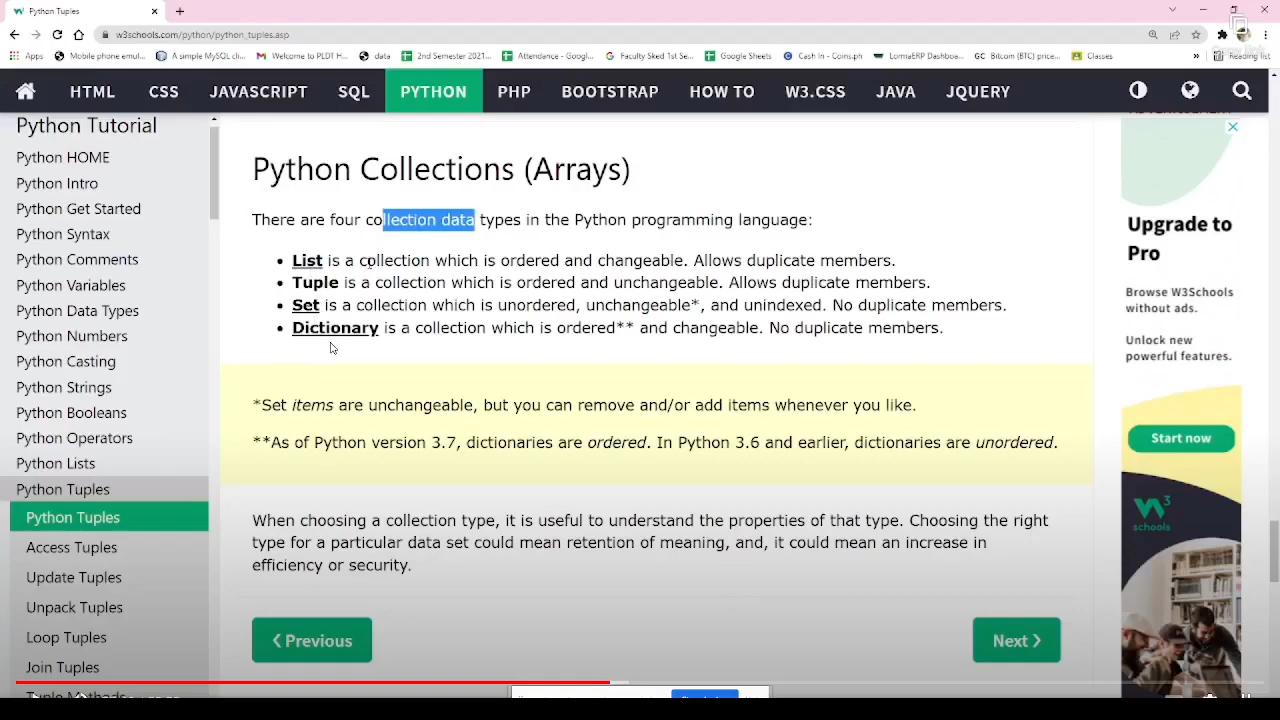 Python Tuples
w3schools.com/python/python_tuples.asp
Apps Mobile phone emul... A simple MySQL cl... Welcome to PLDT H... data 2nd Semester 2021... Attendance - Googl... Faculty Sked 1st Se... Google Sheets Cash In - Coins.ph LormaERP Dashboa... GC Bitcoin (BTC) price... Classes » Reading list
HTML CSS JAVASCRIPT SQL PYTHON PHP BOOTSTRAP HOW TO W3.CSS JAVA JQUERY
Python Tutorial
Python HOME
Python Intro
Python Get Started
Python Syntax
Python Comments
Python Variables
Python Data Types
Python Numbers
Python Casting
Python Strings
Python Booleans
Python Operators
Python Lists
Python Tuples
Python Tuples
Access Tuples
Update Tuples
Unpack Tuples
Loop Tuples
Join Tuples
Python Collections (Arrays)
There are four collection data types in the Python programming language:
• List is a collection which is ordered and changeable. Allows duplicate members.
• Tuple is a collection which is ordered and unchangeable. Allows duplicate members.
• Set is a collection which is unordered, unchangeable*, and unindexed. No duplicate members.
• Dictionary is a collection which is ordered** and changeable. No duplicate members.
*Set items are unchangeable, but you can remove and/or add items whenever you like.
**As of Python version 3.7, dictionaries are ordered. In Python 3.6 and earlier, dictionaries are unordered.
When choosing a collection type, it is useful to understand the properties of that type. Choosing the right
type for a particular data set could mean retention of meaning, and, it could mean an increase in
efficiency or security.
❮ Previous
Next ❯
Upgrade to
Pro
Browse W3Schools
without ads.
Unlock new
powerful features.
Start now
W3
schools